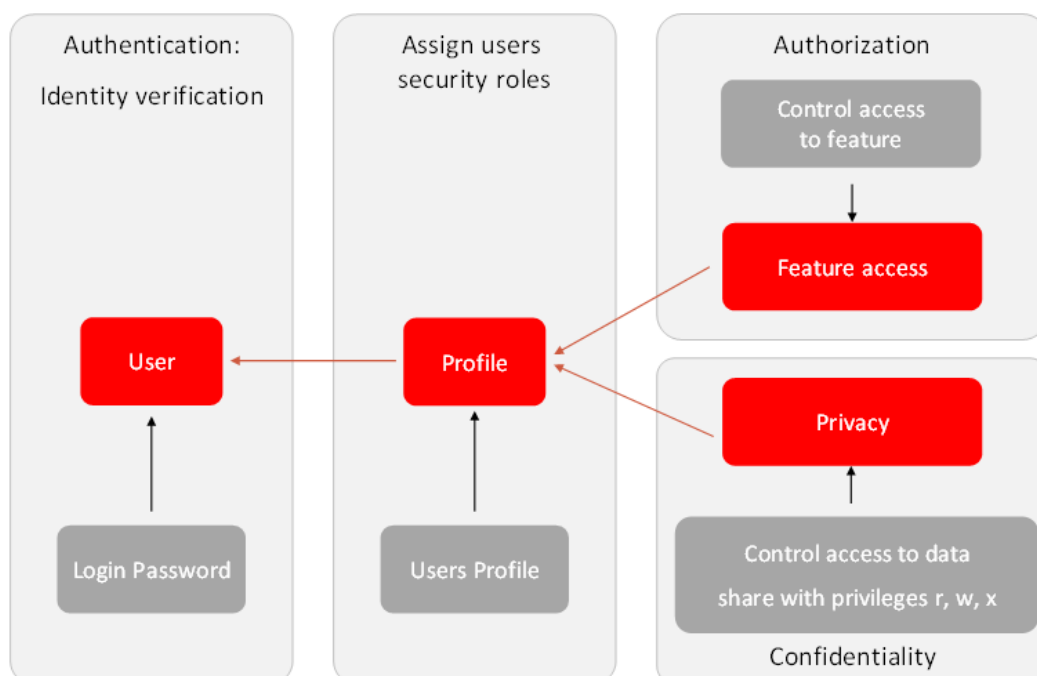 Authentication:
Identity verification
User
Login Password
Assign users
security roles
Profile
Users Profile
Authorization
Control access
to feature
Feature access
Privacy
Control access to data
share with privileges r, w, x
Confidentiality